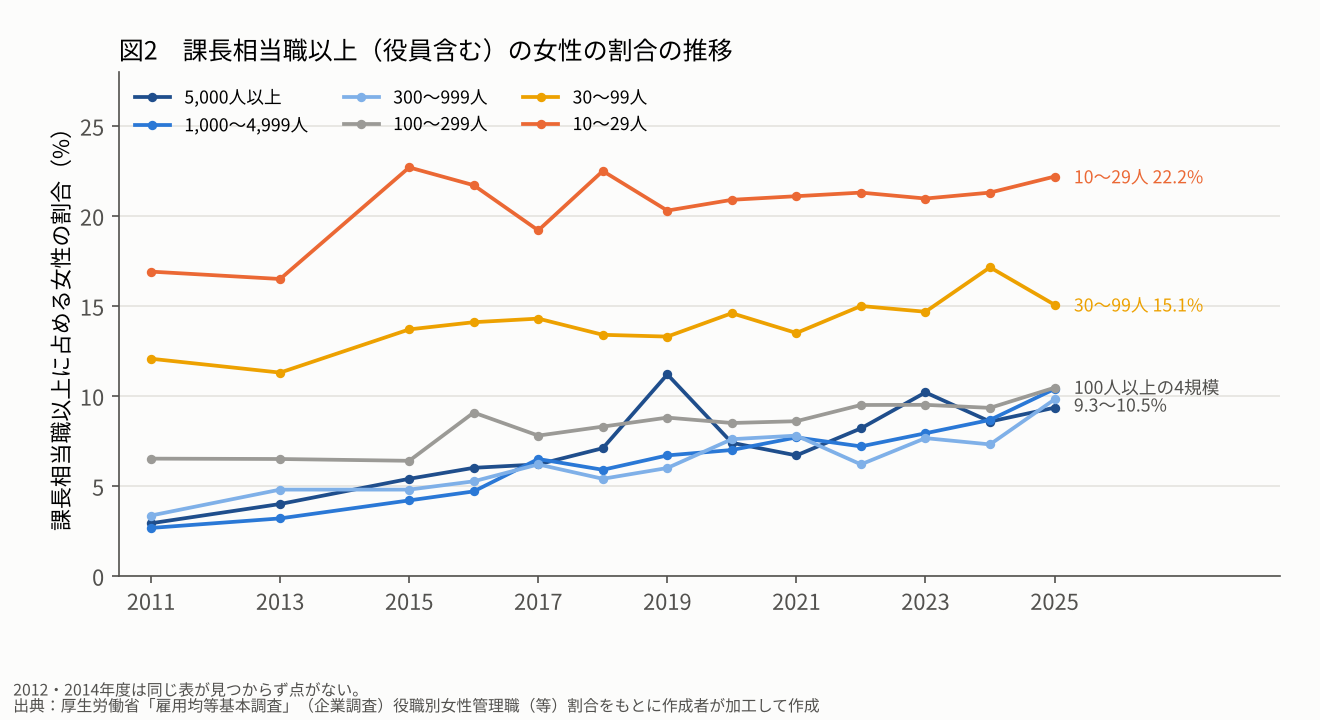 図2　課長相当職以上（役員含む）の女性の割合の推移
5,000人以上
1,000～4,999人
300～999人
100～299人
30～99人
10～29人
課長相当職以上に占める女性の割合（%）
25
20
15
10
5
0
10～29人 22.2%
30～99人 15.1%
100人以上の4規模
9.3～10.5%
2011
2013
2015
2017
2019
2021
2023
2025
2012・2014年度は同じ表が見つからず点がない。
出典：厚生労働省「雇用均等基本調査」（企業調査）役職別女性管理職（等）割合をもとに作成者が加工して作成